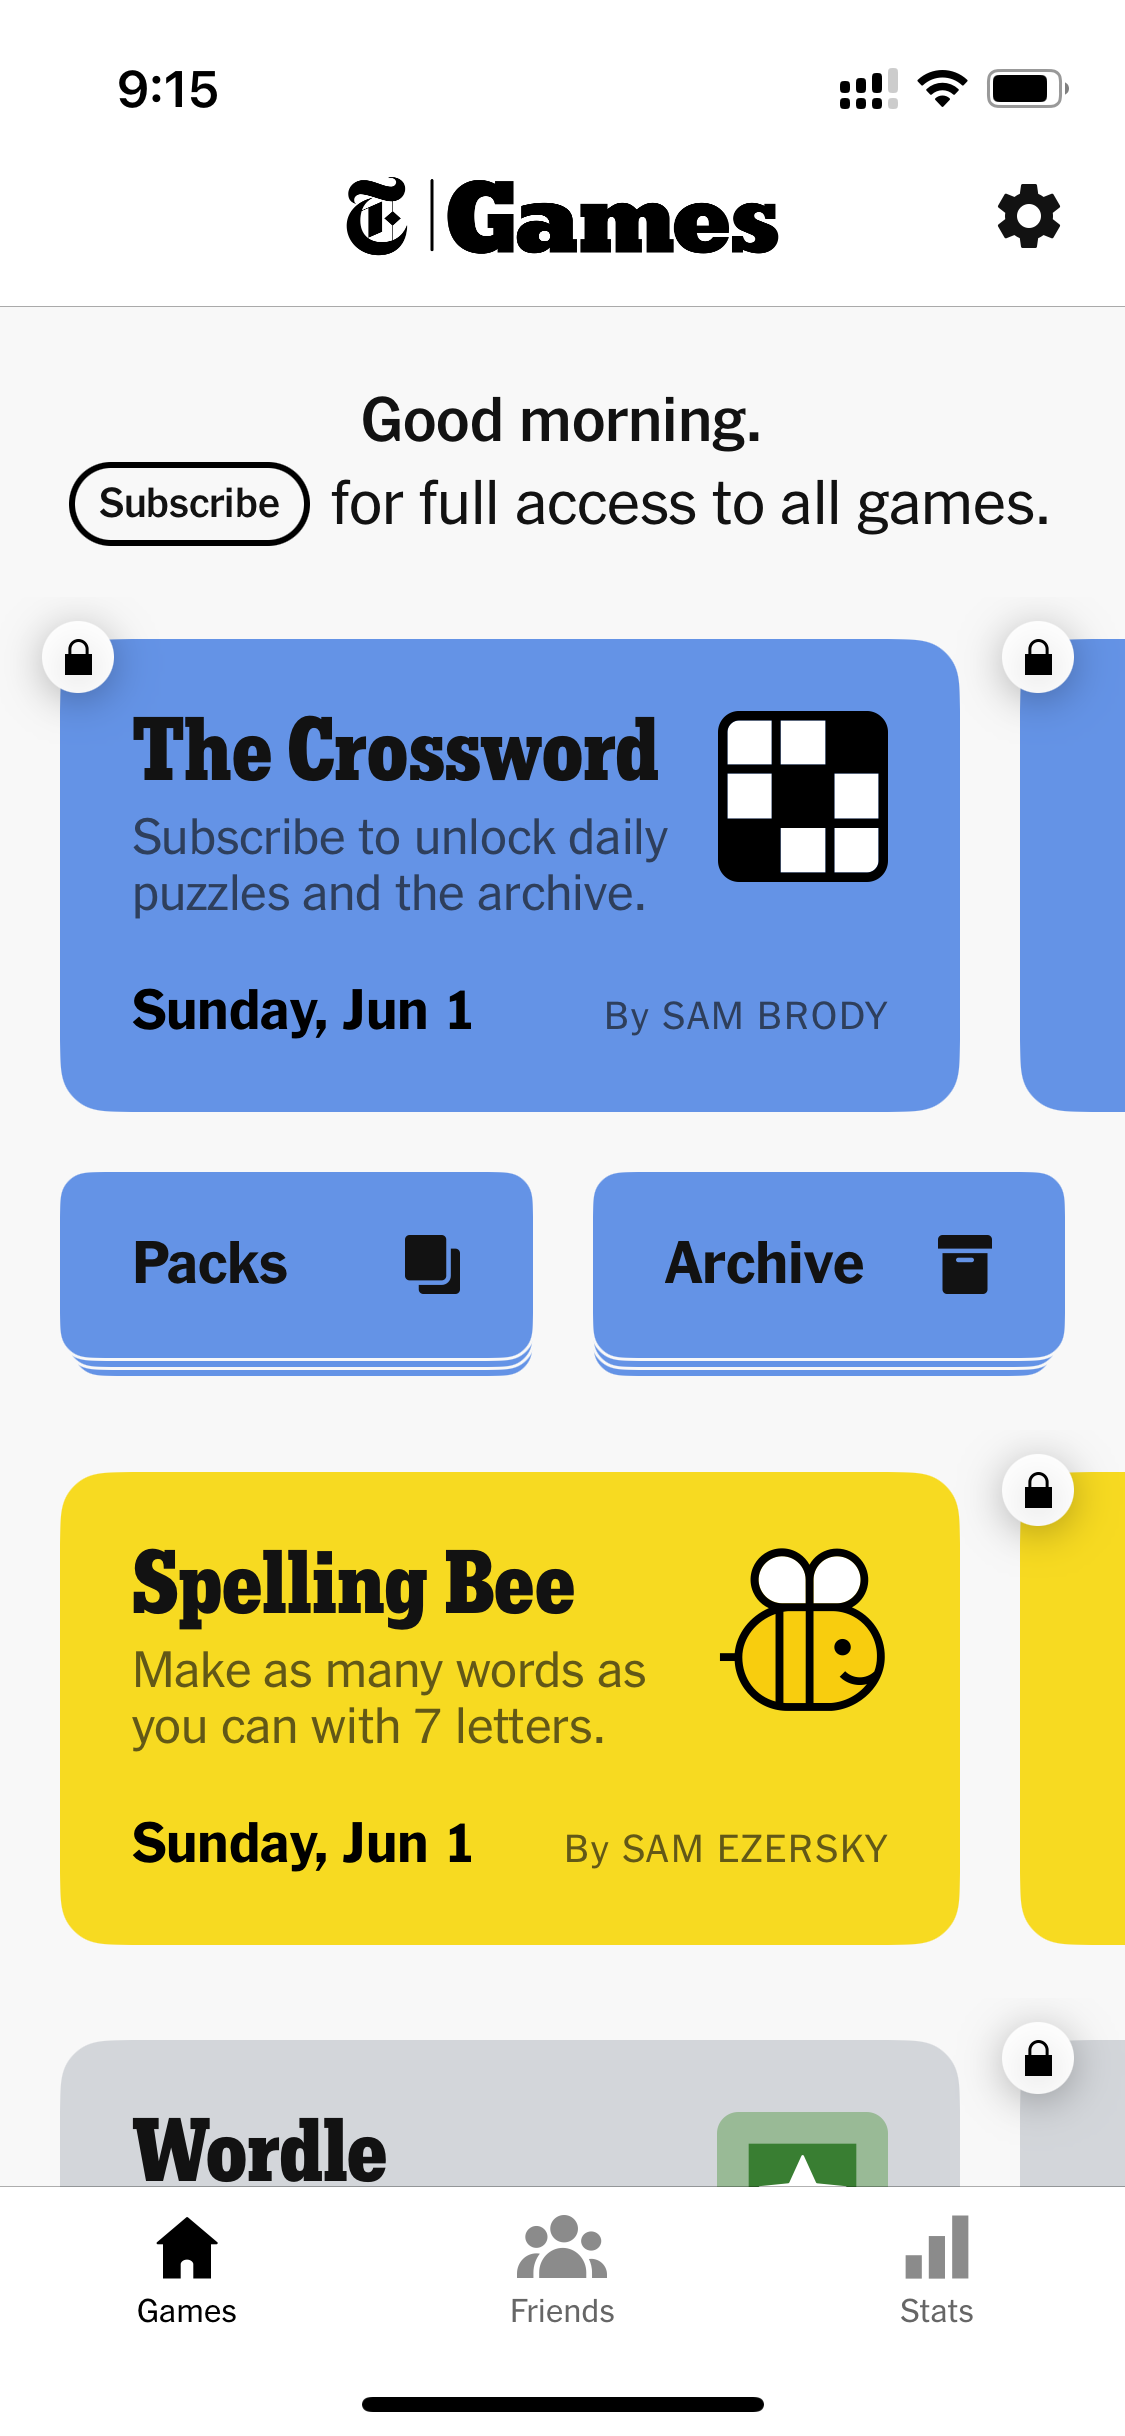 9:15
T Games
Good morning.
Subscribe for full access to all games.
The Crossword
Subscribe to unlock daily
puzzles and the archive.
Sunday, Jun 1 By SAM BRODY
Packs Archive
Spelling Bee
Make as many words as
you can with 7 letters.
Sunday, Jun 1 By SAM EZERSKY
Wordle
Games Friends Stats